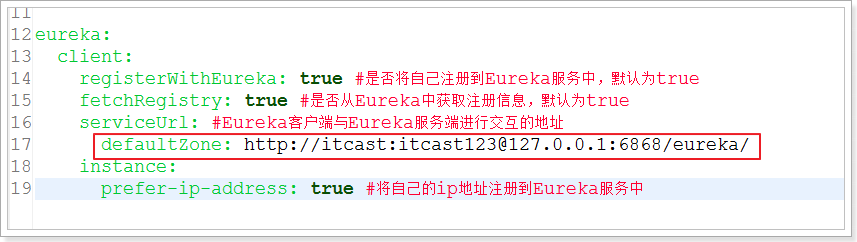 11
12 eureka:
13   client:
14     registerWithEureka: true #是否将自己注册到Eureka服务中，默认为true
15     fetchRegistry: true #是否从Eureka中获取注册信息，默认为true
16     serviceUrl: #Eureka客户端与Eureka服务端进行交互的地址
17       defaultZone: http://itcast:itcast123@127.0.0.1:6868/eureka/
18     instance:
19       prefer-ip-address: true #将自己的ip地址注册到Eureka服务中